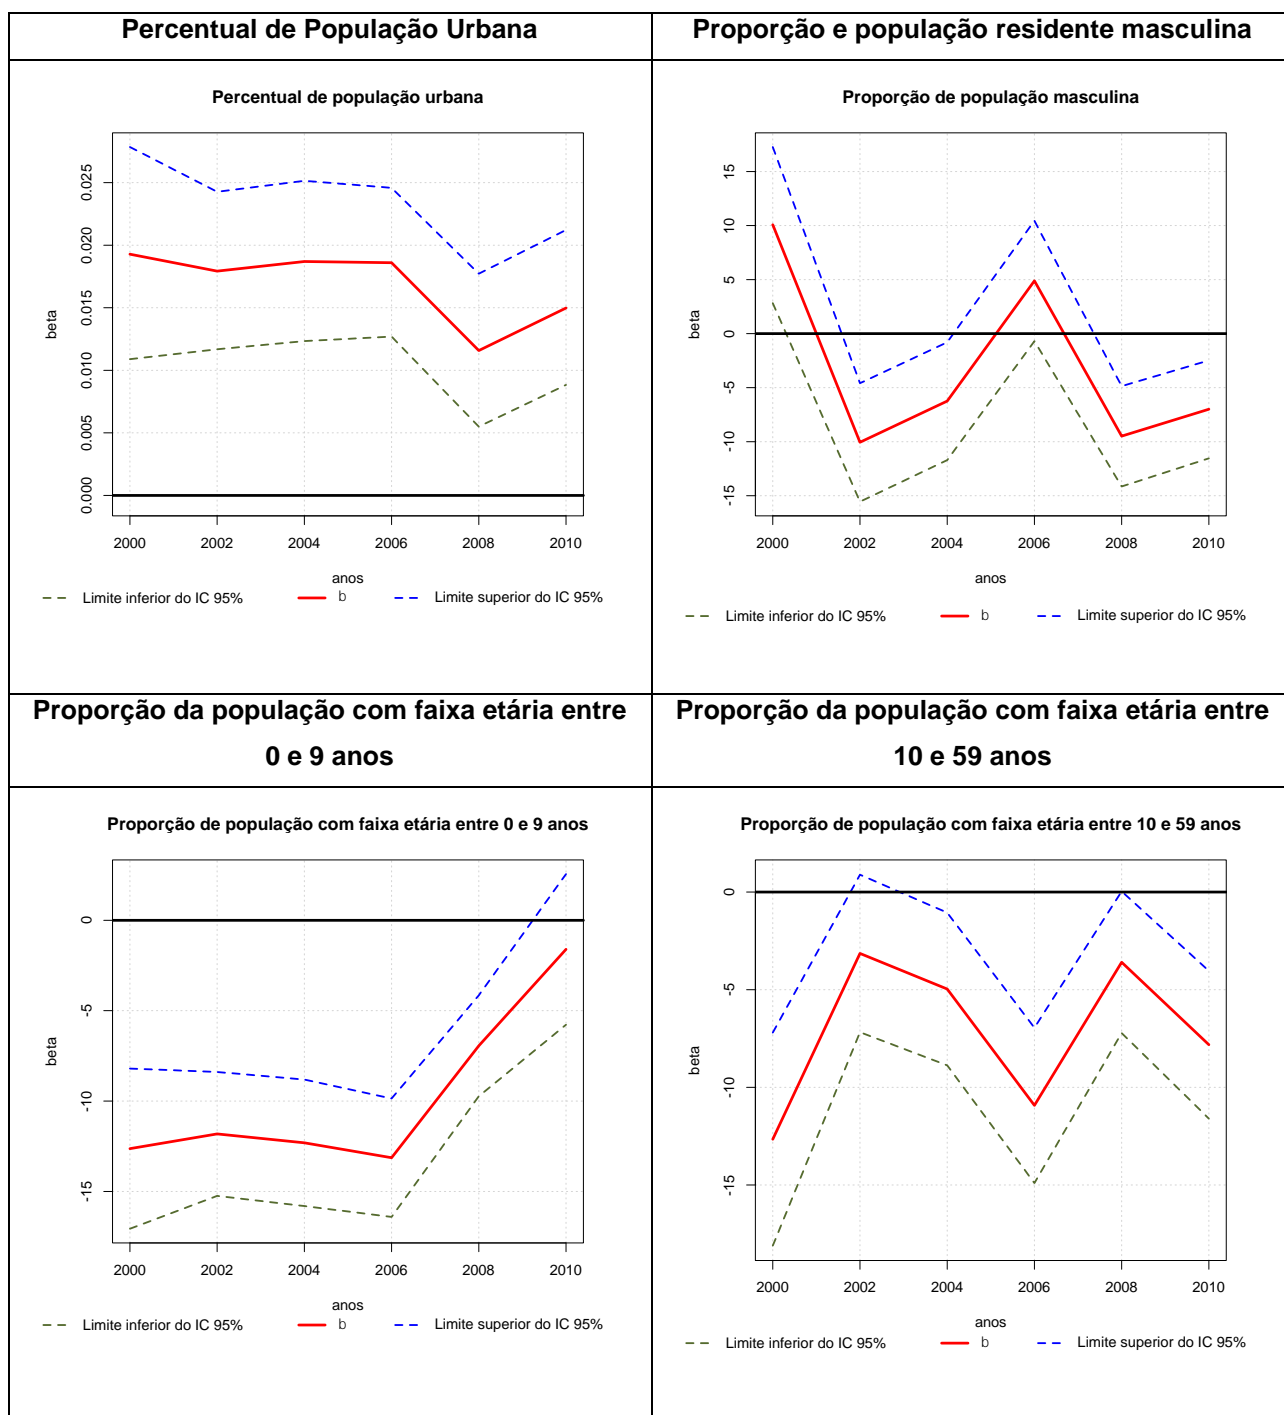 Percentual de População Urbana
Proporção e população residente masculina
Percentual de população urbana
beta
0.025
0.020
0.015
0.010
0.005
0.000
2000 2002 2004 2006 2008 2010
anos
Limite inferior do IC 95% b Limite superior do IC 95%
Proporção de população masculina
beta
15
10
5
0
-5
-10
-15
2000 2002 2004 2006 2008 2010
anos
Limite inferior do IC 95% b Limite superior do IC 95%
Proporção da população com faixa etária entre
0 e 9 anos
Proporção da população com faixa etária entre
10 e 59 anos
Proporção de população com faixa etária entre 0 e 9 anos
beta
0
-5
-10
-15
2000 2002 2004 2006 2008 2010
anos
Limite inferior do IC 95% b Limite superior do IC 95%
Proporção de população com faixa etária entre 10 e 59 anos
beta
0
-5
-10
-15
2000 2002 2004 2006 2008 2010
anos
Limite inferior do IC 95% b Limite superior do IC 95%